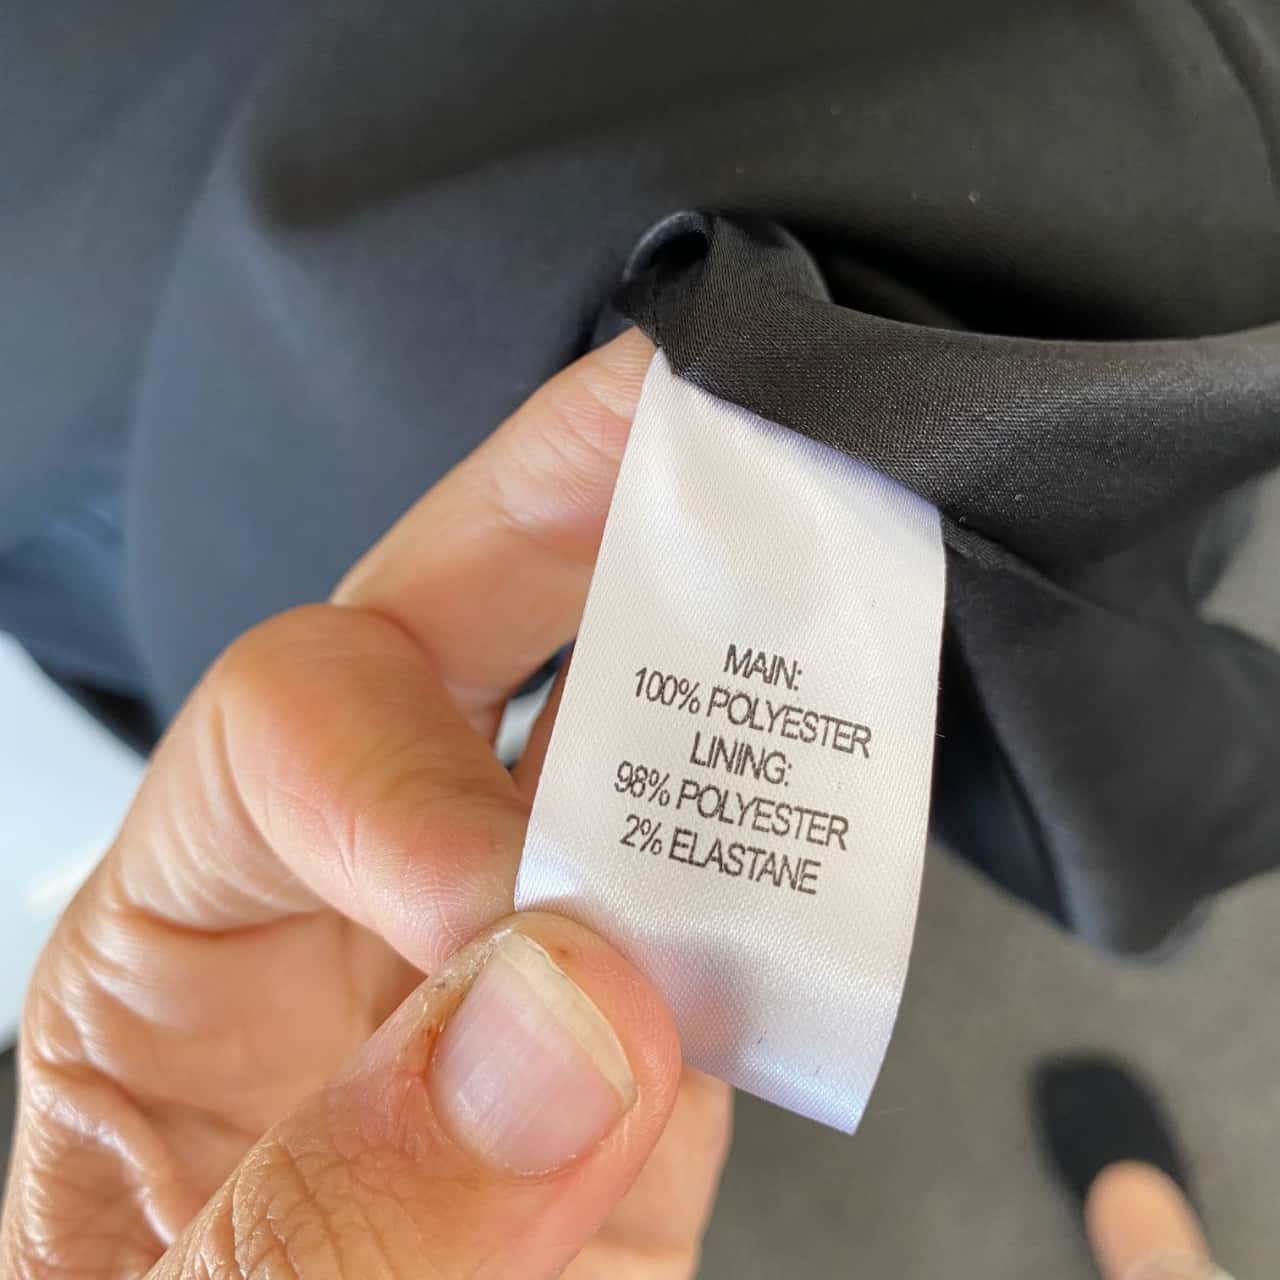 MAIN:
100% POLYESTER
LINING:
98% POLYESTER
2% ELASTANE